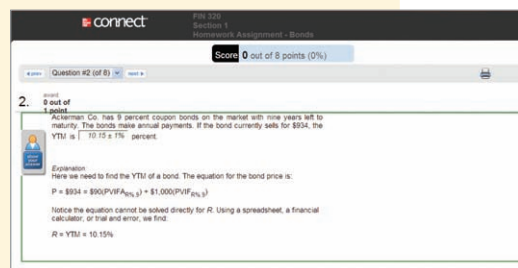 connect
FIN 320
Section 1
Homework Assignment - Bonds
Score 0 out of 8 points (0%)
prev Question #2 (of 8) next
2. award
0 out of
1 point
Ackerman Co. has 9 percent coupon bonds on the market with nine years left to
maturity. The bonds make annual payments. If the bond currently sells for $934, the
YTM is 10.15 ± 1% percent.
Explanation:
Here we need to find the YTM of a bond. The equation for the bond price is:
P = $934 = $90(PVIFA R%,9) + $1,000(PVIF R%,9)
Notice the equation cannot be solved directly for R. Using a spreadsheet, a financial
calculator, or trial and error, we find:
R = YTM = 10.15%